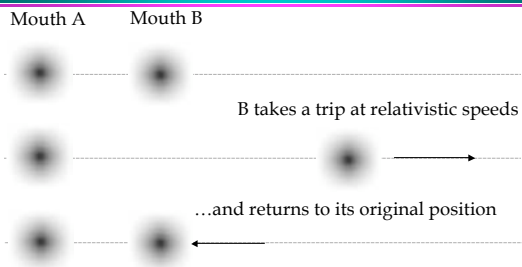 Mouth A Mouth B
B takes a trip at relativistic speeds
…and returns to its original position